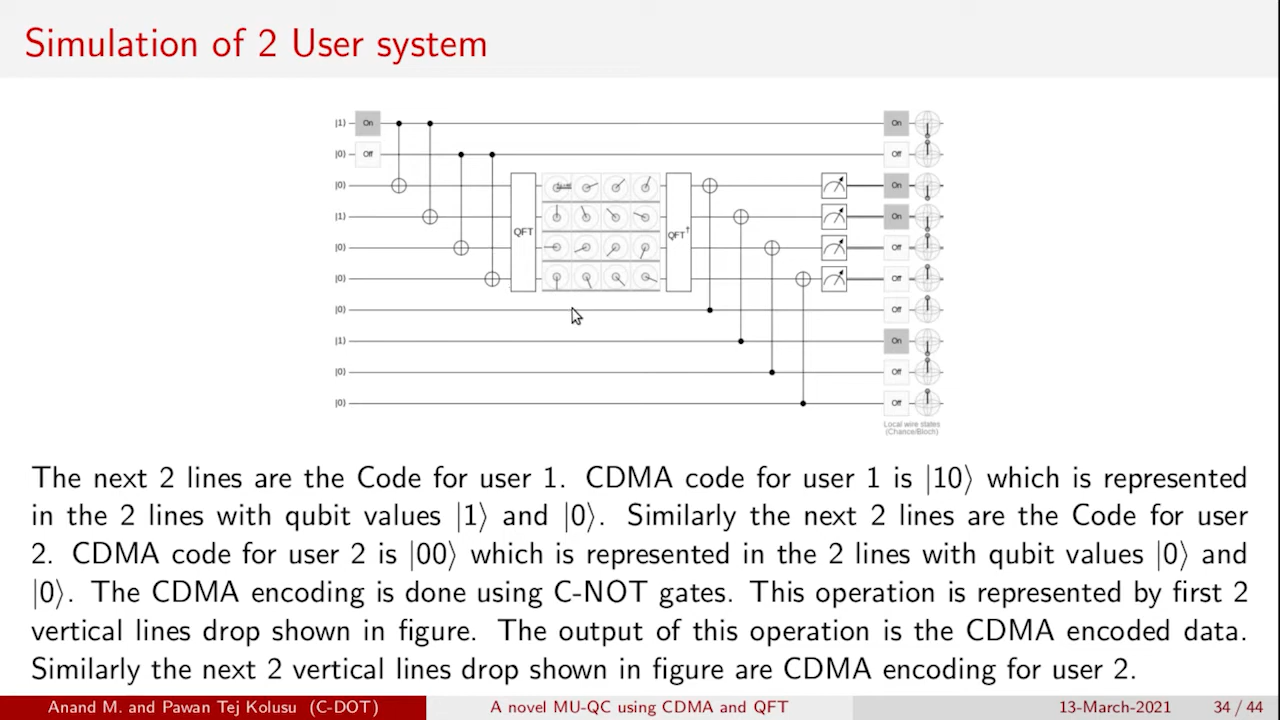 Simulation of 2 User system
|1⟩ On On
|0⟩ Off Off
|0⟩ On
|1⟩ On
|0⟩ QFT QFT† Off
|0⟩ Off
|0⟩ Off
|1⟩ On
|0⟩ Off
|0⟩ Off
Local wire states
(Chance/Bloch)
The next 2 lines are the Code for user 1. CDMA code for user 1 is |10⟩ which is represented
in the 2 lines with qubit values |1⟩ and |0⟩. Similarly the next 2 lines are the Code for user
2. CDMA code for user 2 is |00⟩ which is represented in the 2 lines with qubit values |0⟩ and
|0⟩. The CDMA encoding is done using C-NOT gates. This operation is represented by first 2
vertical lines drop shown in figure. The output of this operation is the CDMA encoded data.
Similarly the next 2 vertical lines drop shown in figure are CDMA encoding for user 2.
Anand M. and Pawan Tej Kolusu (C-DOT) A novel MU-QC using CDMA and QFT 13-March-2021 34 / 44